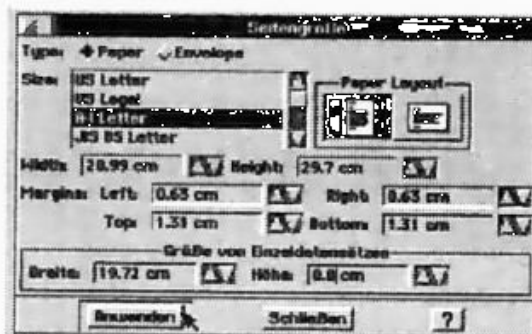 Seitengröße
Type: Paper Envelope
Size: US Letter
US Legal
A4 Letter
JIS B5 Letter
Paper Layout
Width: 20.99 cm Height: 29.7 cm
Margins: Left: 0.63 cm Right: 0.63 cm
Top: 1.31 cm Bottom: 1.31 cm
Größe von Einzeldatensätzen
Breite: 19.72 cm Höhe: 0.8 cm
Anwenden Schließen ?